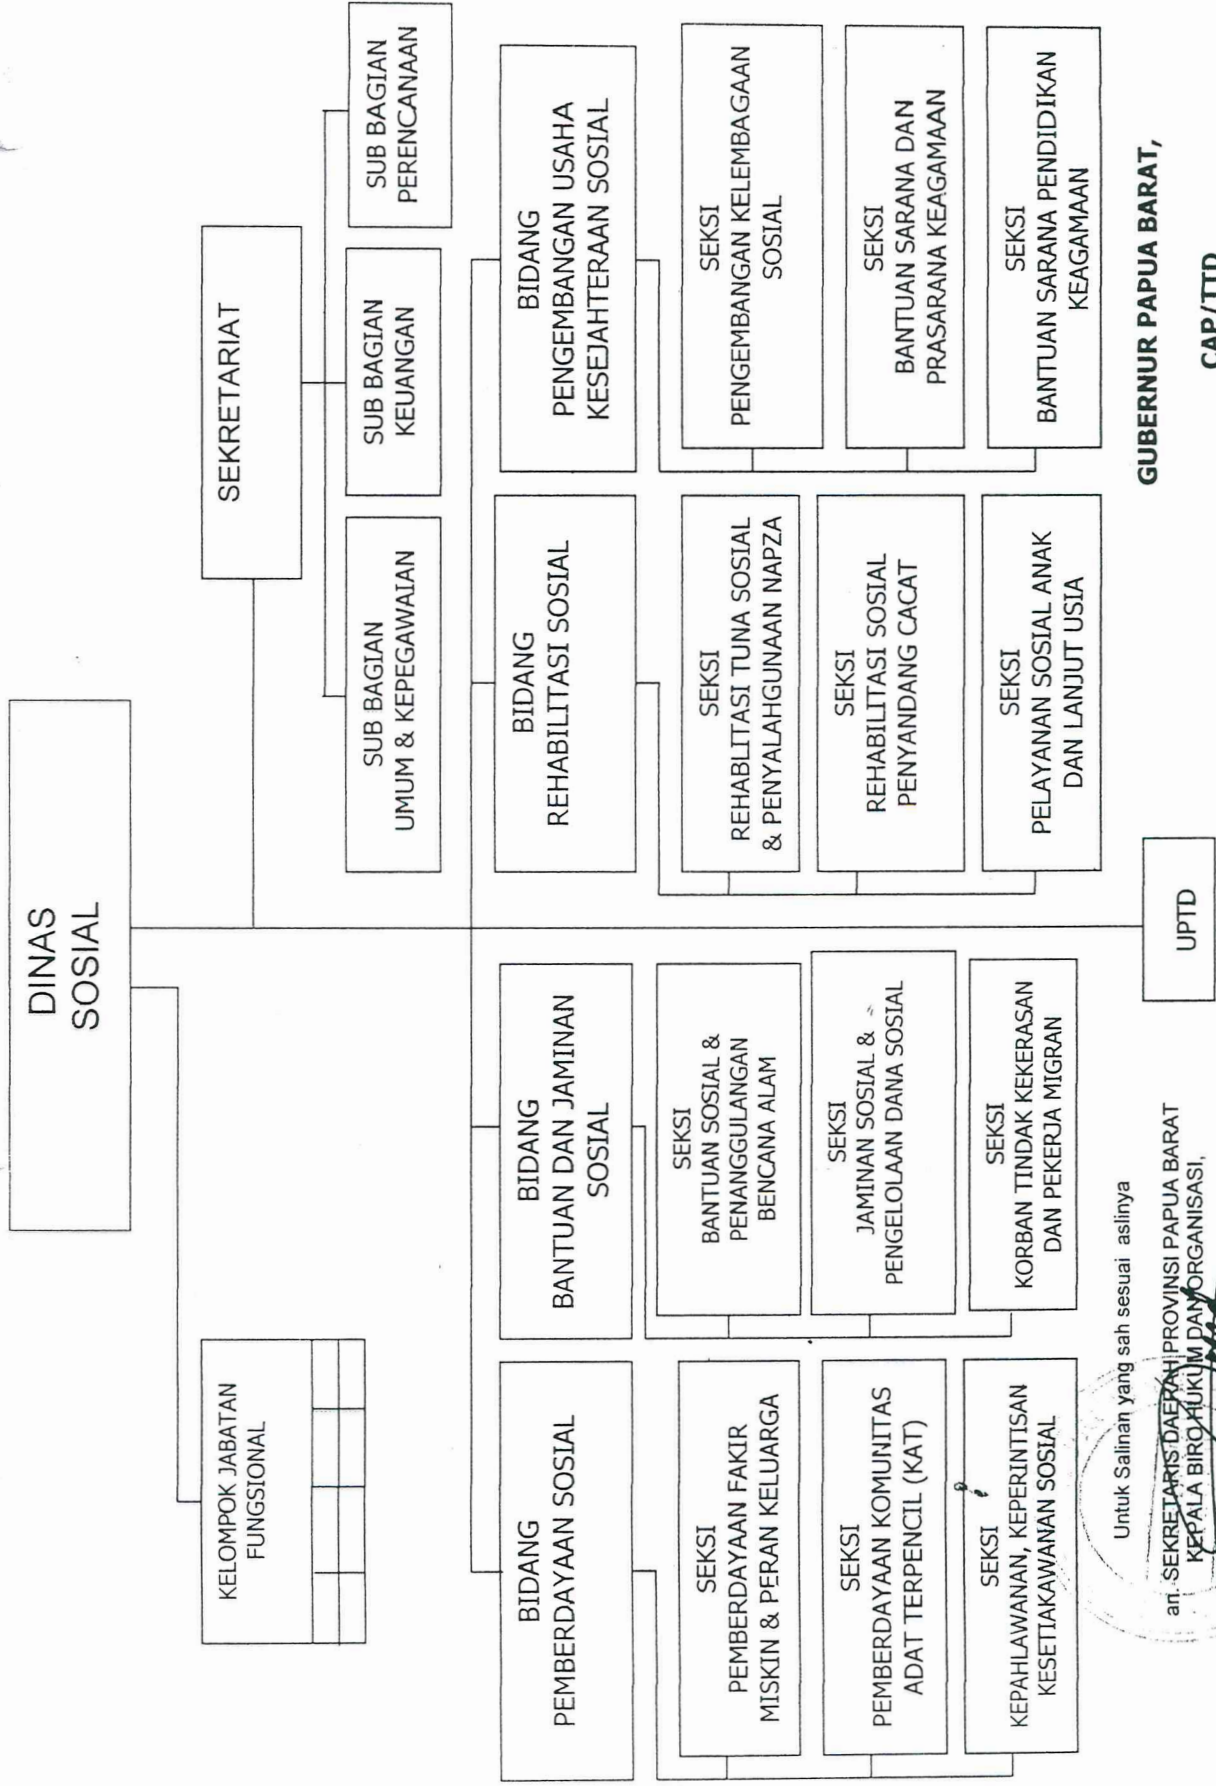 DINAS
SOSIAL
KELOMPOK JABATAN
FUNGSIONAL
SEKRETARIAT
SUB BAGIAN
UMUM & KEPEGAWAIAN
SUB BAGIAN
KEUANGAN
SUB BAGIAN
PERENCANAAN
BIDANG
PEMBERDAYAAN SOSIAL
SEKSI
PEMBERDAYAAN FAKIR
MISKIN & PERAN KELUARGA
SEKSI
PEMBERDAYAAN KOMUNITAS
ADAT TERPENCIL (KAT)
SEKSI
KEPAHLAWANAN, KEPERINTISAN
KESETIAKAWANAN SOSIAL
BIDANG
BANTUAN DAN JAMINAN
SOSIAL
SEKSI
BANTUAN SOSIAL &
PENANGGULANGAN
BENCANA ALAM
SEKSI
JAMINAN SOSIAL &
PENGELOLAAN DANA SOSIAL
SEKSI
KORBAN TINDAK KEKERASAN
DAN PEKERJA MIGRAN
BIDANG
REHABILITASI SOSIAL
SEKSI
REHABLITASI TUNA SOSIAL
& PENYALAHGUNAAN NAPZA
SEKSI
REHABILITASI SOSIAL
PENYANDANG CACAT
SEKSI
PELAYANAN SOSIAL ANAK
DAN LANJUT USIA
BIDANG
PENGEMBANGAN USAHA
KESEJAHTERAAN SOSIAL
SEKSI
PENGEMBANGAN KELEMBAGAAN
SOSIAL
SEKSI
BANTUAN SARANA DAN
PRASARANA KEAGAMAAN
SEKSI
BANTUAN SARANA PENDIDIKAN
KEAGAMAAN
UPTD
Untuk Salinan yang sah sesuai aslinya
an. SEKRETARIS DAERAH PROVINSI PAPUA BARAT
KEPALA BIRO HUKUM DAN ORGANISASI,
GUBERNUR PAPUA BARAT,
CAP/TTD